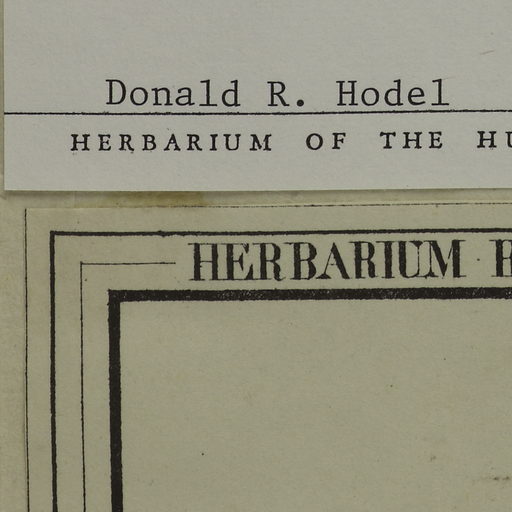 Donald R. Hodel
HERBARIUM OF THE HU
HERBARIUM